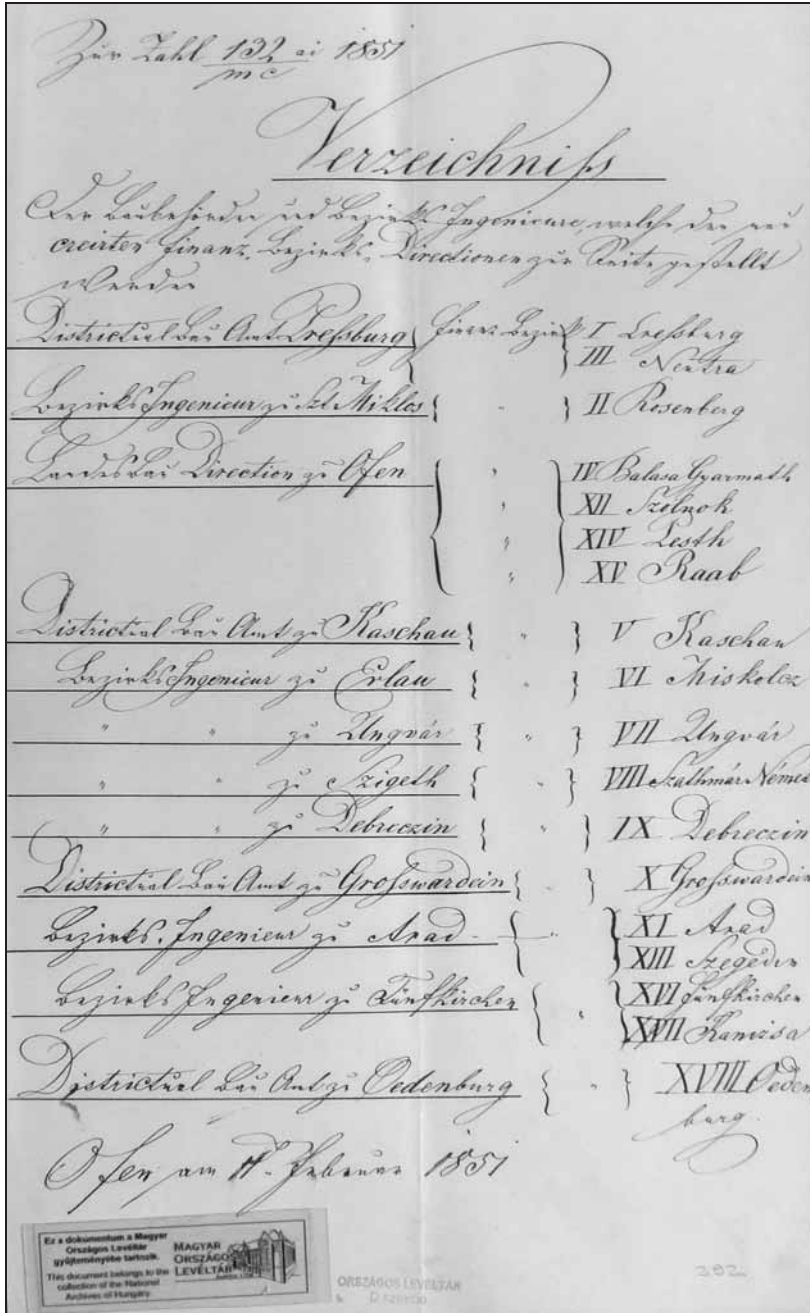 Zur Zahl 132 ai 1851
mc
Verzeichniß
Der Baubehörden und Bezirks Ingenieure, welche den neu
creirten Finanz-Bezirks-Directionen zur Seite gestellt
werden
Districtual Bau Amt Pressburg { Finanz Bezirk } I Pressburg
III Neutra
Bezirks Ingenieur zu Szt Miklos { " } II Rosenberg
Landes Bau Direction zu Ofen { " } IV Balasa Gyarmath
" XII Szolnok
" XIV Pesth
" XV Raab
Districtual Bau Amt zu Kaschau { " } V Kaschau
Bezirks Ingenieur zu Erlau { " } VI Miskolcz
" " zu Ungvár { " } VII Ungvár
" " zu Szigeth { " } VIII Szathmár Néme
" " zu Debreczin { " } IX Debreczin
Districtual Bau Amt zu Großwardein { " } X Großwardein
Bezirks-Ingenieur zu Arad { " } XI Arad
XIII Szegedin
Bezirks Ingenieur zu Fünfkirchen { " } XVI Fünfkirchen
XVII Kanizsa
Districtual Bau Amt zu Oedenburg { " } XVIII Oeden
burg.
Ofen am Februar 1851
Ez a dokumentum a Magyar
Országos Levéltár
gyűjteményébe tartozik.
This document belongs to the
collection of the National
Archives of Hungary.
MAGYAR
ORSZÁGOS
LEVÉLTÁR
ORSZÁGOS LEVÉLTÁR
392